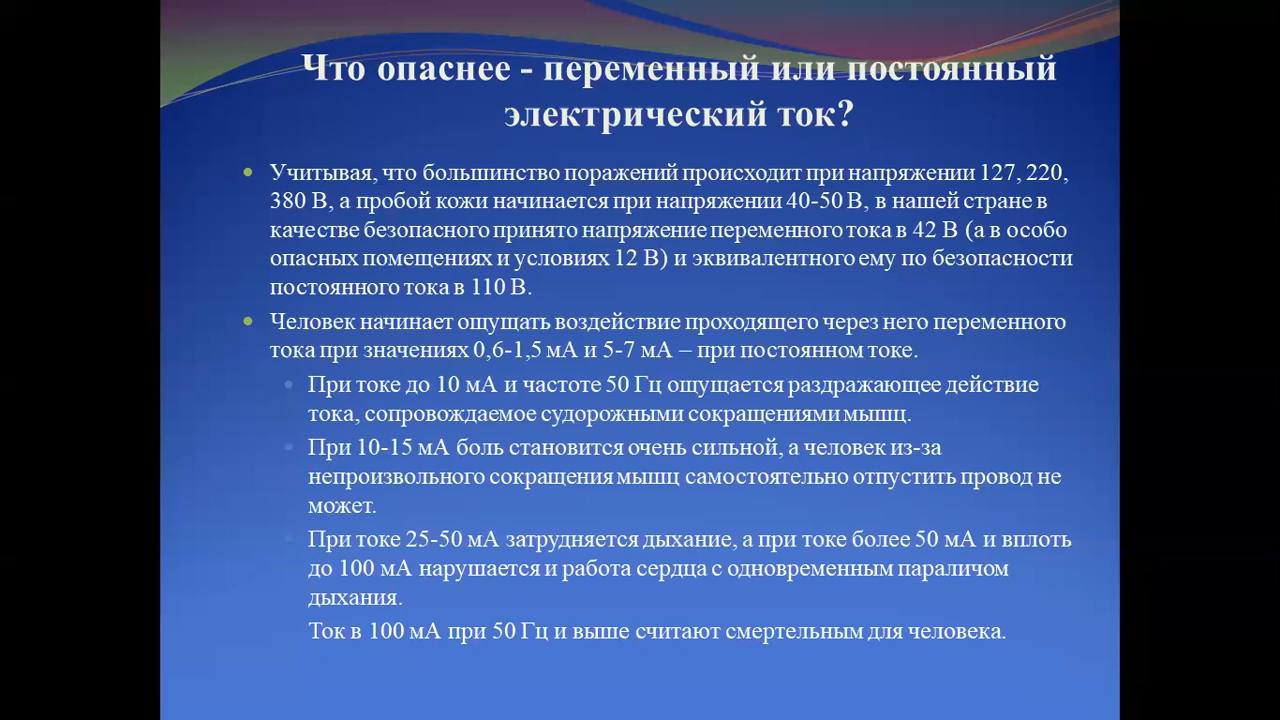 Что опаснее - переменный или постоянный
электрический ток?
Учитывая, что большинство поражений происходит при напряжении 127, 220,
380 В, а пробой кожи начинается при напряжении 40-50 В, в нашей стране в
качестве безопасного принято напряжение переменного тока в 42 В (а в особо
опасных помещениях и условиях 12 В) и эквивалентного ему по безопасности
постоянного тока в 110 В.
Человек начинает ощущать воздействие проходящего через него переменного
тока при значениях 0,6-1,5 мА и 5-7 мА – при постоянном токе.
При токе до 10 мА и частоте 50 Гц ощущается раздражающее действие
тока, сопровождаемое судорожными сокращениями мышц.
При 10-15 мА боль становится очень сильной, а человек из-за
непроизвольного сокращения мышц самостоятельно отпустить провод не
может.
При токе 25-50 мА затрудняется дыхание, а при токе более 50 мА и вплоть
до 100 мА нарушается и работа сердца с одновременным параличом
дыхания.
Ток в 100 мА при 50 Гц и выше считают смертельным для человека.